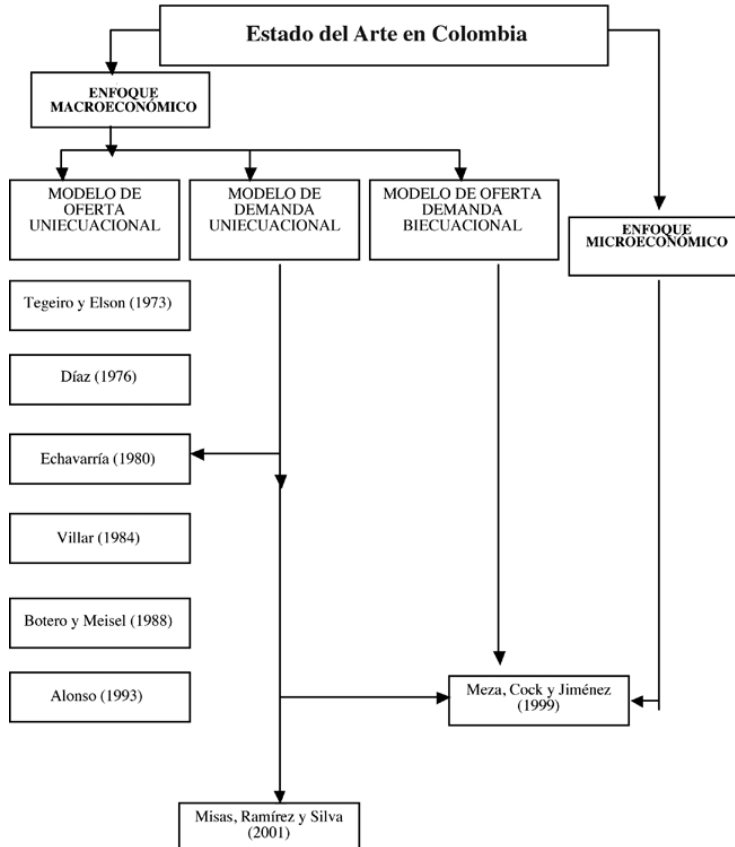 Estado del Arte en Colombia
ENFOQUE
MACROECONÓMICO
MODELO DE
OFERTA
UNIECUACIONAL
MODELO DE
DEMANDA
UNIECUACIONAL
MODELO DE OFERTA
DEMANDA
BIECUACIONAL
ENFOQUE
MICROECONÓMICO
Tegeiro y Elson (1973)
Díaz (1976)
Echavarría (1980)
Villar (1984)
Botero y Meisel (1988)
Alonso (1993)
Meza, Cock y Jiménez
(1999)
Misas, Ramírez y Silva
(2001)